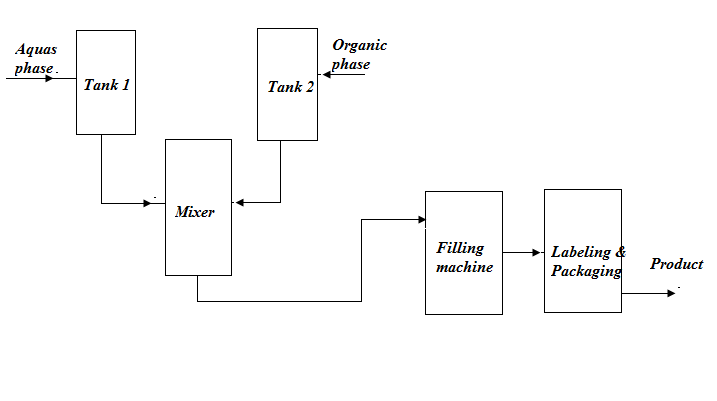 Aquas
phase.
Tank 1
Organic
phase
Tank 2
Mixer
Filling
machine
Labeling &
Packaging
Product